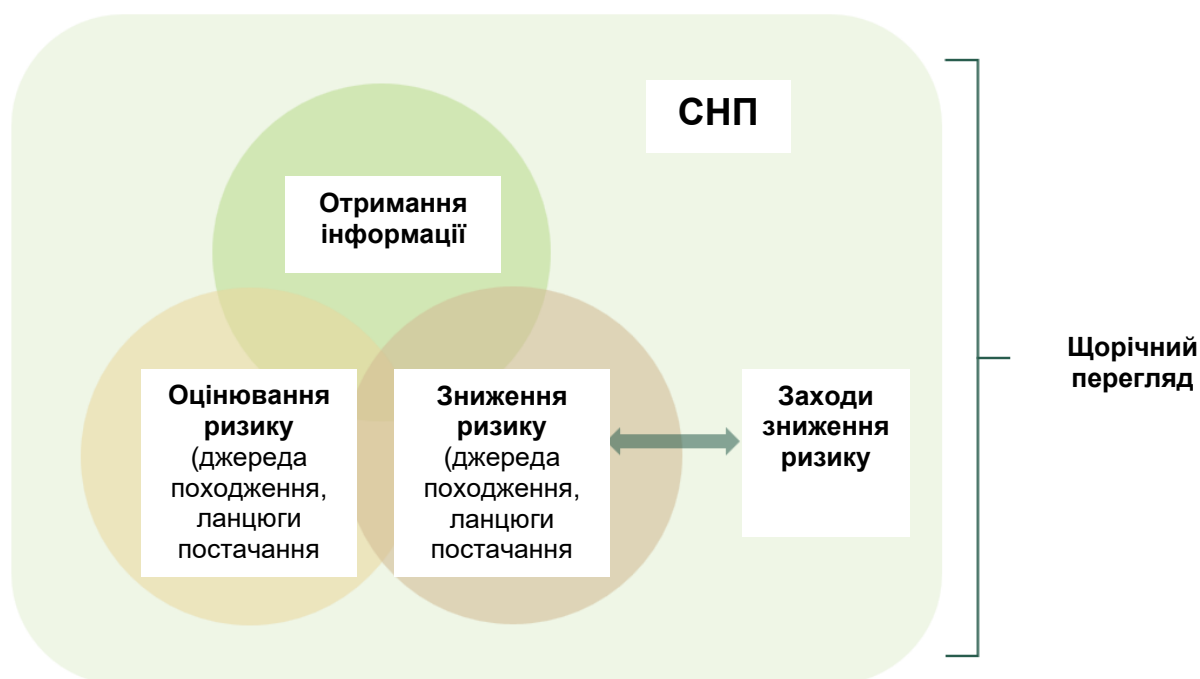 СНП
Отримання
інформації
Оцінювання
ризику
(джереда
походження,
ланцюги
постачання
Зниження
ризику
(джереда
походження,
ланцюги
постачання
Заходи
зниження
ризику
Щорічний
перегляд